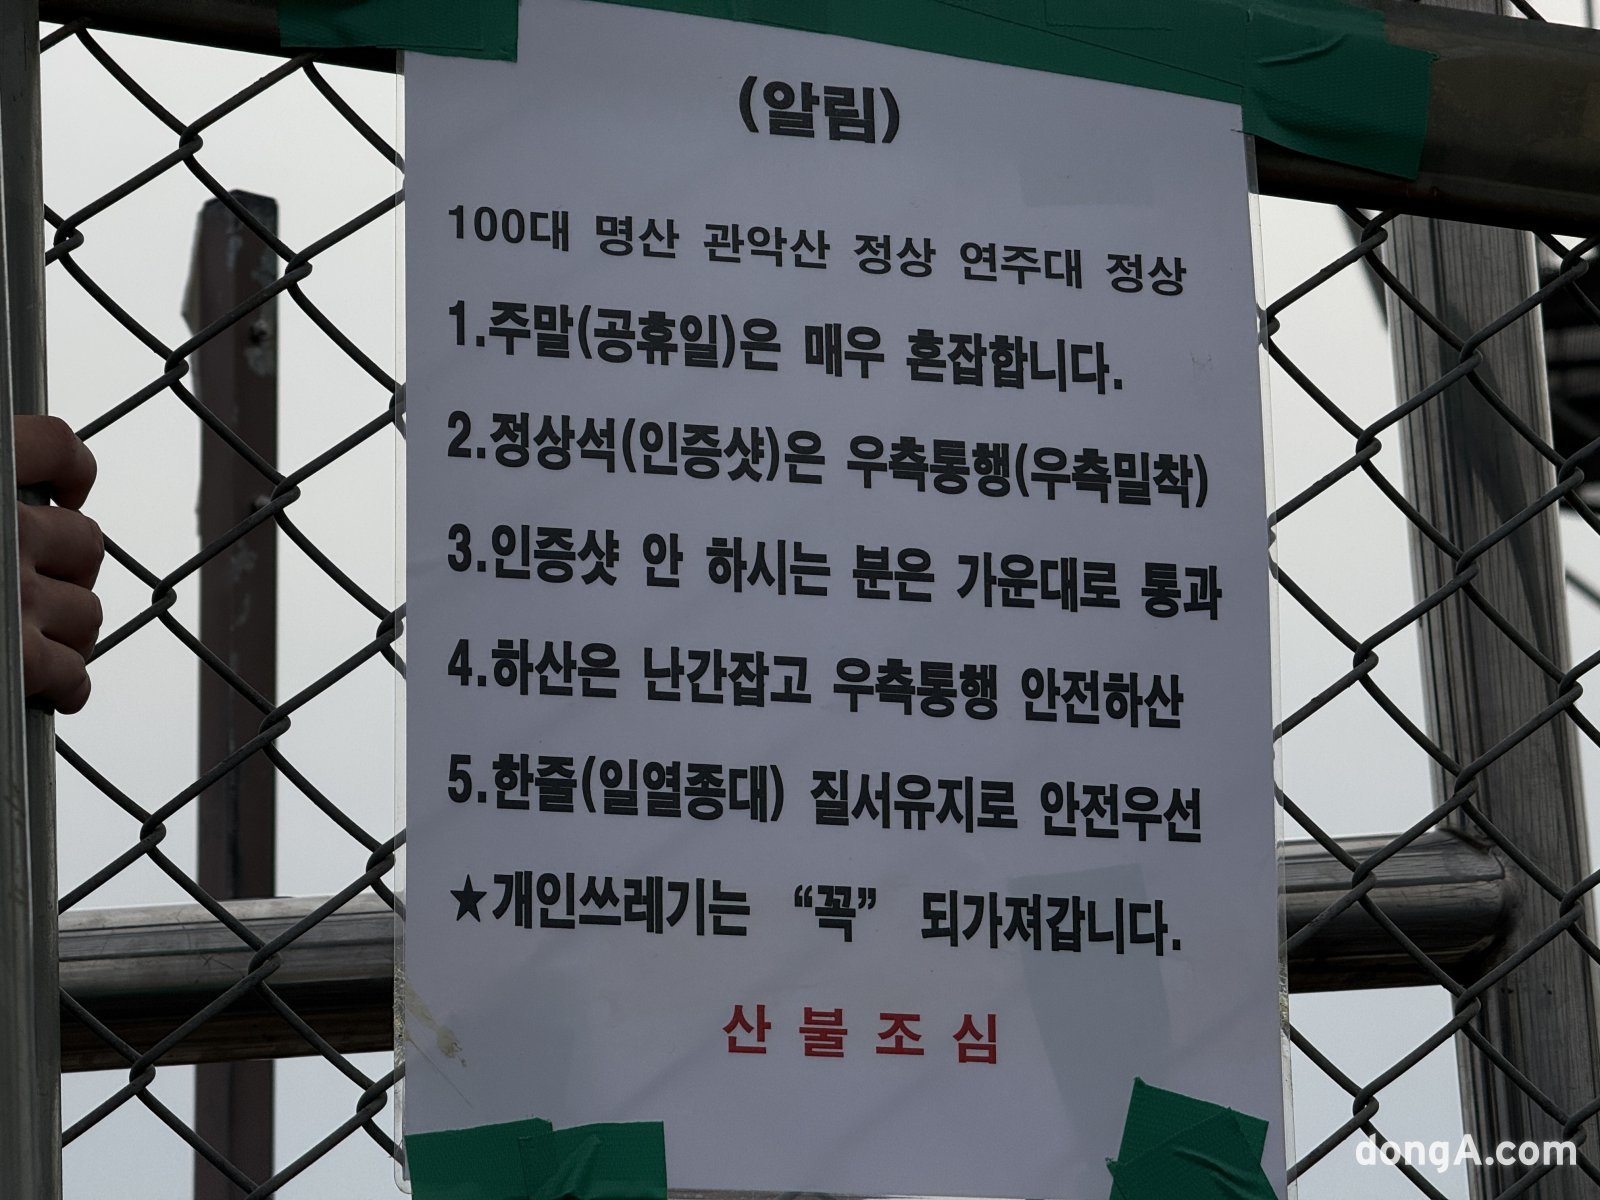 (알림)
100대 명산 관악산 정상 연주대 정상
1.주말(공휴일)은 매우 혼잡합니다.
2.정상석(인증샷)은 우측통행(우측밀착)
3.인증샷 안 하시는 분은 가운대로 통과
4.하산은 난간잡고 우측통행 안전하산
5.한줄(일열종대) 질서유지로 안전우선
★개인쓰레기는 “꼭” 되가져갑니다.
산불조심
dongA.com